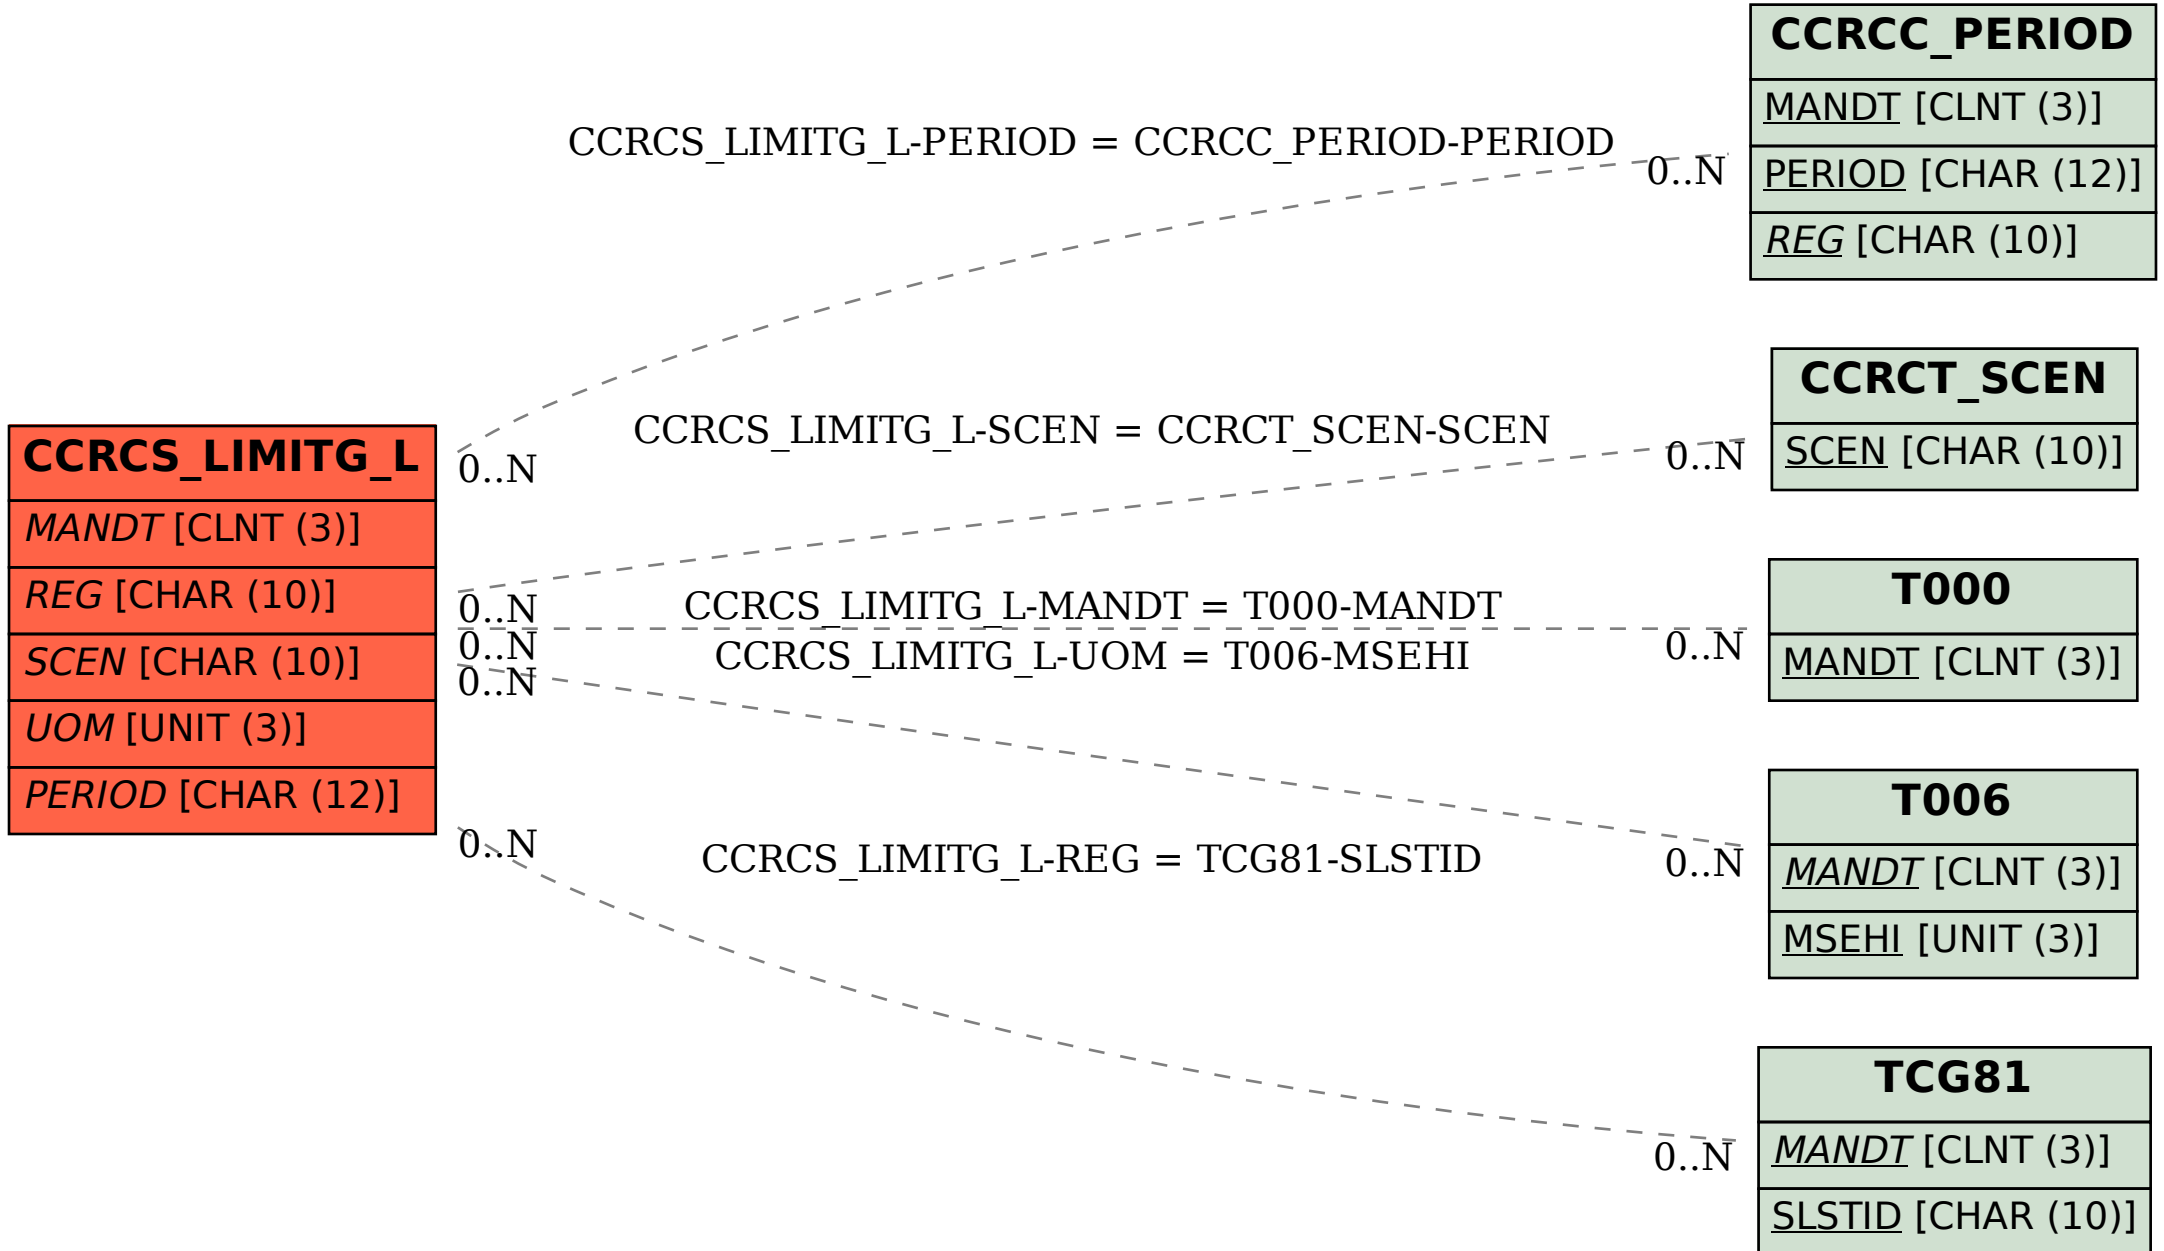 CCRCS_LIMITG_L
MANDT [CLNT (3)]
REG [CHAR (10)]
SCEN [CHAR (10)]
UOM [UNIT (3)]
PERIOD [CHAR (12)]
CCRCS_LIMITG_L-PERIOD = CCRCC_PERIOD-PERIOD
0..N
0..N
CCRCS_LIMITG_L-SCEN = CCRCT_SCEN-SCEN
0..N
0..N
CCRCS_LIMITG_L-MANDT = T000-MANDT
0..N
0..N
CCRCS_LIMITG_L-UOM = T006-MSEHI
0..N
0..N
CCRCS_LIMITG_L-REG = TCG81-SLSTID
0..N
0..N
CCRCC_PERIOD
MANDT [CLNT (3)]
PERIOD [CHAR (12)]
REG [CHAR (10)]
CCRCT_SCEN
SCEN [CHAR (10)]
T000
MANDT [CLNT (3)]
T006
MANDT [CLNT (3)]
MSEHI [UNIT (3)]
TCG81
MANDT [CLNT (3)]
SLSTID [CHAR (10)]